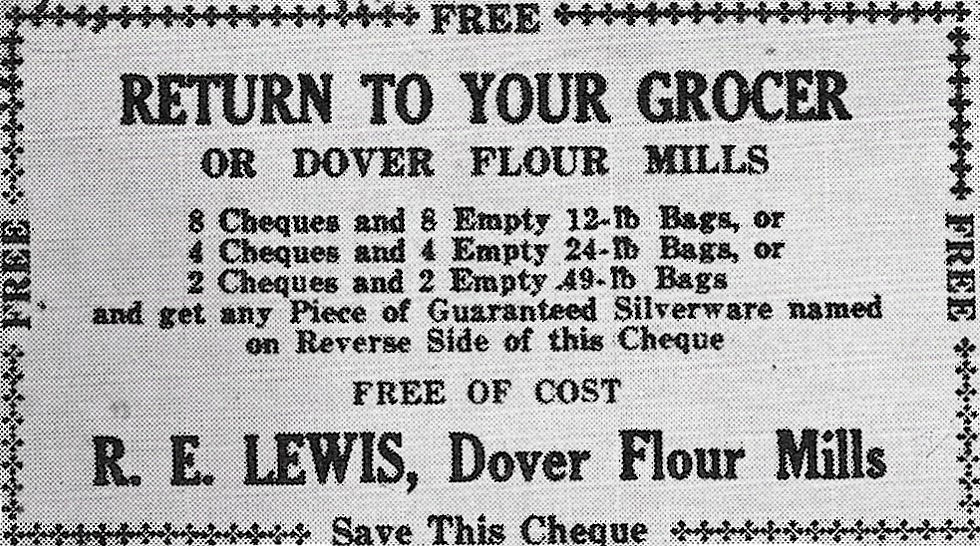 FREE
RETURN TO YOUR GROCER
OR DOVER FLOUR MILLS
8 Cheques and 8 Empty 12-lb Bags, or
4 Cheques and 4 Empty 24-lb Bags, or
2 Cheques and 2 Empty 49-lb Bags
and get any Piece of Guaranteed Silverware named
on Reverse Side of this Cheque
FREE OF COST
R. E. LEWIS, Dover Flour Mills
Save This Cheque
FREE
FREE